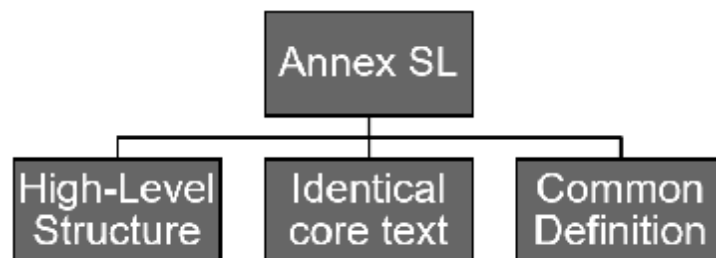 Annex SL
High-Level
Structure
Identical
core text
Common
Definition